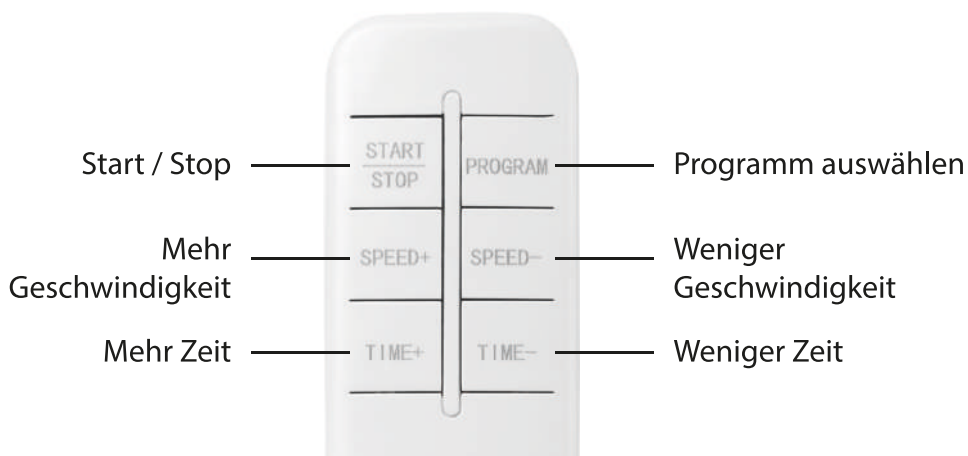 Start / Stop
START
STOP
PROGRAM
Programm auswählen
Mehr
Geschwindigkeit
SPEED+
SPEED-
Weniger
Geschwindigkeit
Mehr Zeit
TIME+
TIME-
Weniger Zeit